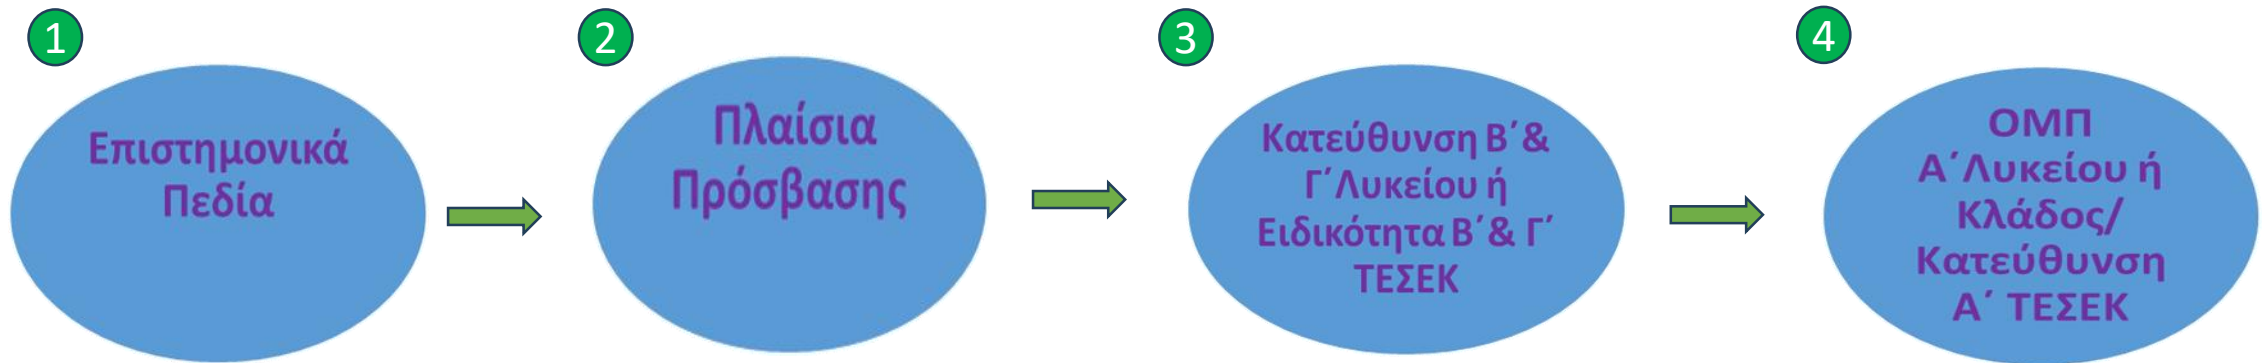 1
Επιστημονικά
Πεδία
2
Πλαίσια
Πρόσβασης
3
Κατεύθυνση Β΄&
Γ΄Λυκείου ή
Ειδικότητα Β΄& Γ΄
ΤΕΣΕΚ
4
ΟΜΠ
Α΄Λυκείου ή
Κλάδος/
Κατεύθυνση
Α΄ ΤΕΣΕΚ